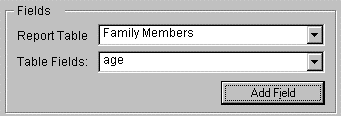 Fields
Report Table Family Members
Table Fields: age
Add Field